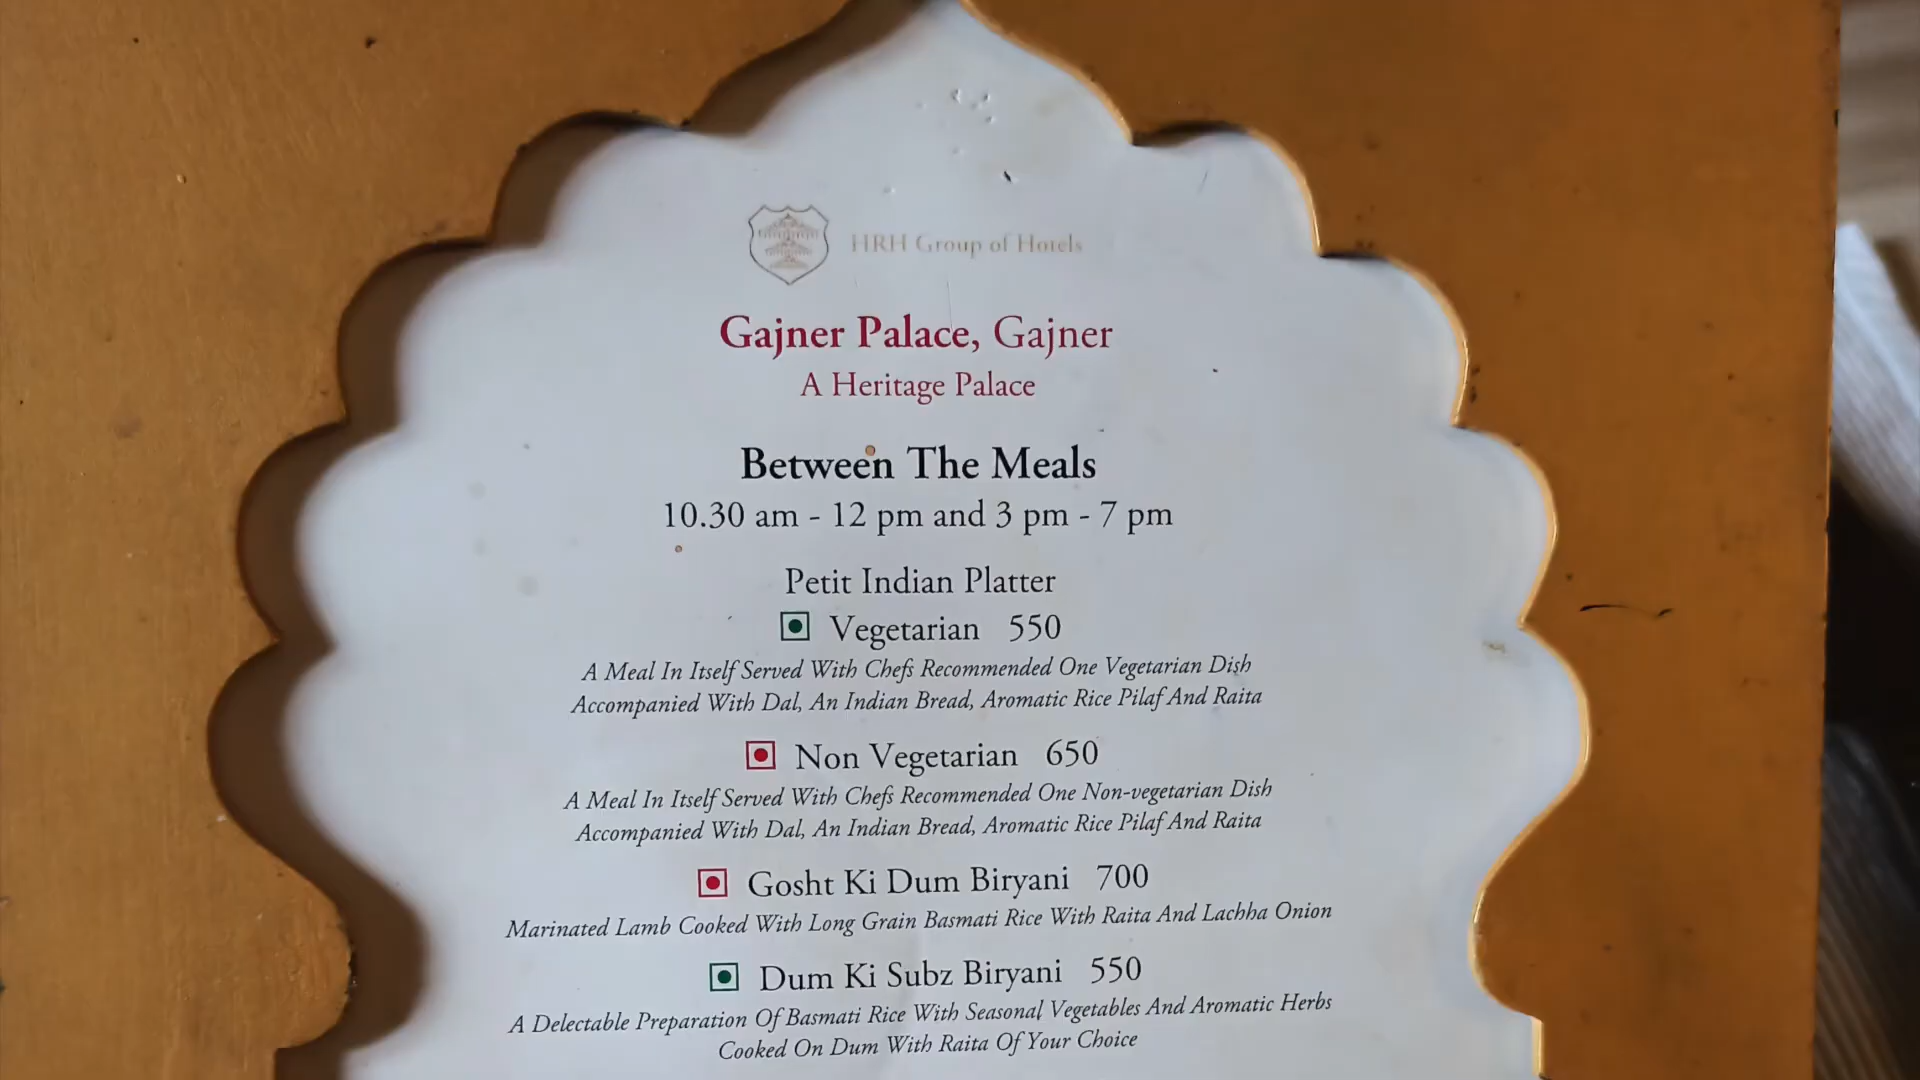 HRH Group of Hotels
Gajner Palace, Gajner
A Heritage Palace
Between The Meals
10.30 am - 12 pm and 3 pm - 7 pm
Petit Indian Platter
Vegetarian 550
A Meal In Itself Served With Chefs Recommended One Vegetarian Dish
Accompanied With Dal, An Indian Bread, Aromatic Rice Pilaf And Raita
Non Vegetarian 650
A Meal In Itself Served With Chefs Recommended One Non-vegetarian Dish
Accompanied With Dal, An Indian Bread, Aromatic Rice Pilaf And Raita
Gosht Ki Dum Biryani 700
Marinated Lamb Cooked With Long Grain Basmati Rice With Raita And Lachha Onion
Dum Ki Subz Biryani 550
A Delectable Preparation Of Basmati Rice With Seasonal Vegetables And Aromatic Herbs
Cooked On Dum With Raita Of Your Choice